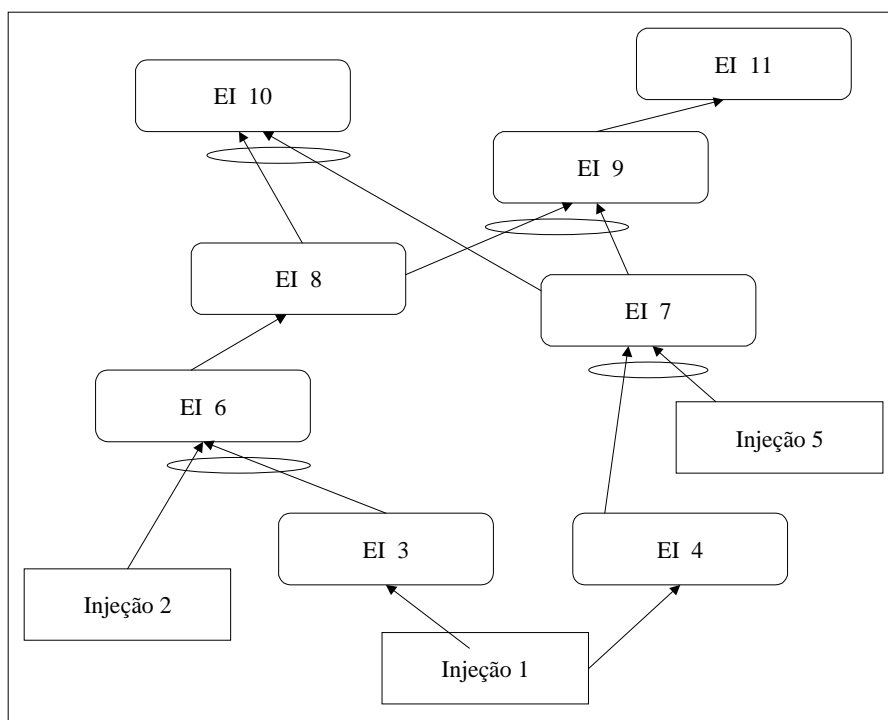 EI 11
EI 10
EI 9
EI 8
EI 7
EI 6
Injeção 5
EI 3
EI 4
Injeção 2
Injeção 1